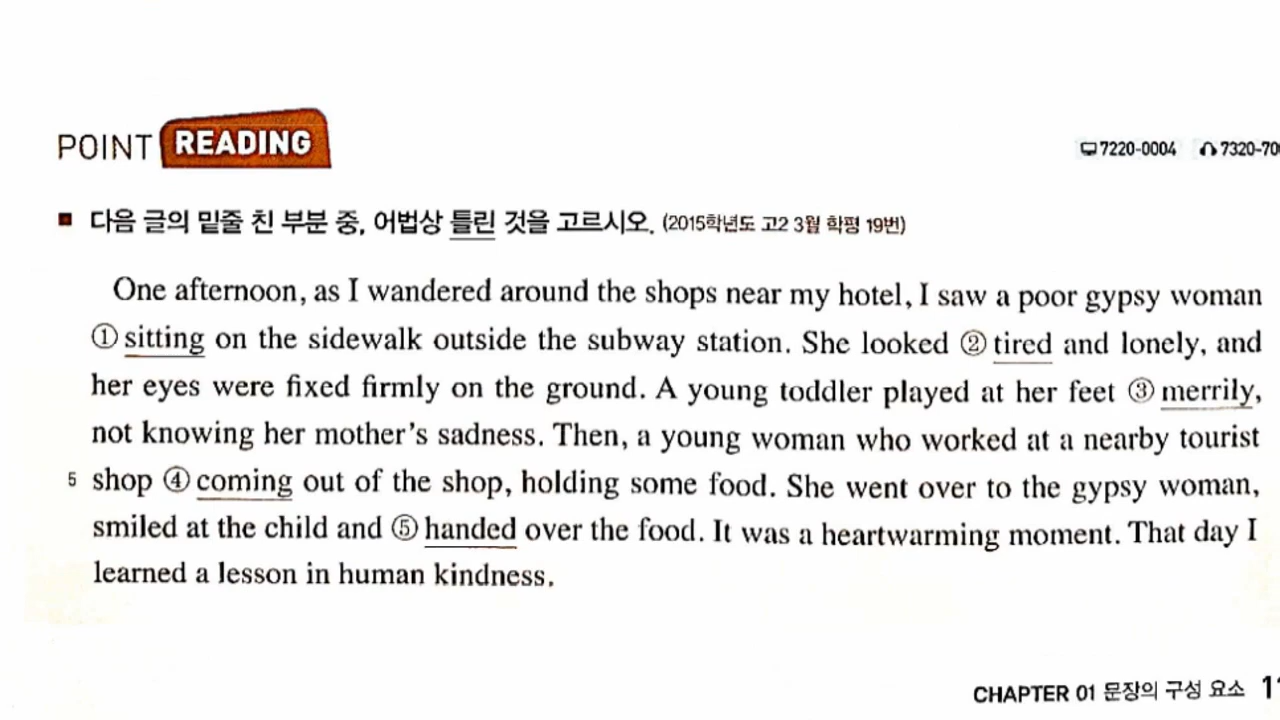 POINT READING
7220-0004 7320-70
■ 다음 글의 밑줄 친 부분 중, 어법상 틀린 것을 고르시오. (2015학년도 고2 3월 학평 19번)
One afternoon, as I wandered around the shops near my hotel, I saw a poor gypsy woman
① sitting on the sidewalk outside the subway station. She looked ② tired and lonely, and
her eyes were fixed firmly on the ground. A young toddler played at her feet ③ merrily,
not knowing her mother's sadness. Then, a young woman who worked at a nearby tourist
5 shop ④ coming out of the shop, holding some food. She went over to the gypsy woman,
smiled at the child and ⑤ handed over the food. It was a heartwarming moment. That day I
learned a lesson in human kindness.
CHAPTER 01 문장의 구성 요소